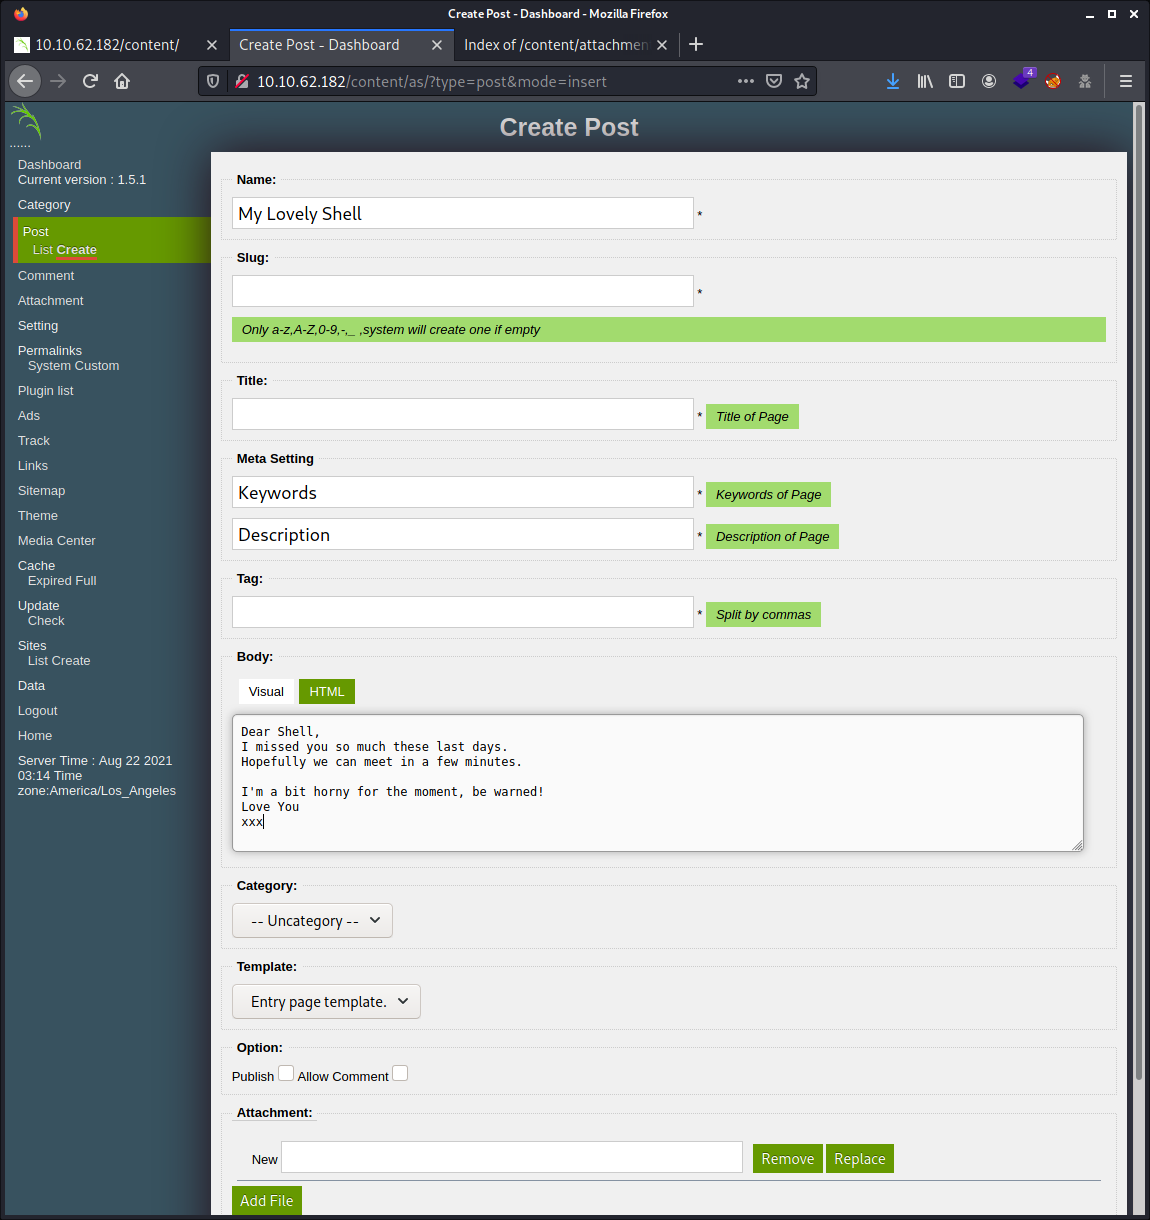 Create Post - Dashboard - Mozilla Firefox
10.10.62.182/content/
Create Post - Dashboard
Index of /content/attachmen
10.10.62.182/content/as/?type=post&mode=insert
4
......
Dashboard
Current version : 1.5.1
Category
Post
List Create
Comment
Attachment
Setting
Permalinks
System Custom
Plugin list
Ads
Track
Links
Sitemap
Theme
Media Center
Cache
Expired Full
Update
Check
Sites
List Create
Data
Logout
Home
Server Time : Aug 22 2021
03:14 Time
zone:America/Los_Angeles
Create Post
Name:
My Lovely Shell *
Slug:
*
Only a-z,A-Z,0-9,-,_ ,system will create one if empty
Title:
* Title of Page
Meta Setting
Keywords * Keywords of Page
Description * Description of Page
Tag:
* Split by commas
Body:
Visual HTML
Dear Shell,
I missed you so much these last days.
Hopefully we can meet in a few minutes.
I'm a bit horny for the moment, be warned!
Love You
xxx
Category:
-- Uncategory --
Template:
Entry page template.
Option:
Publish Allow Comment
Attachment:
New Remove Replace
Add File